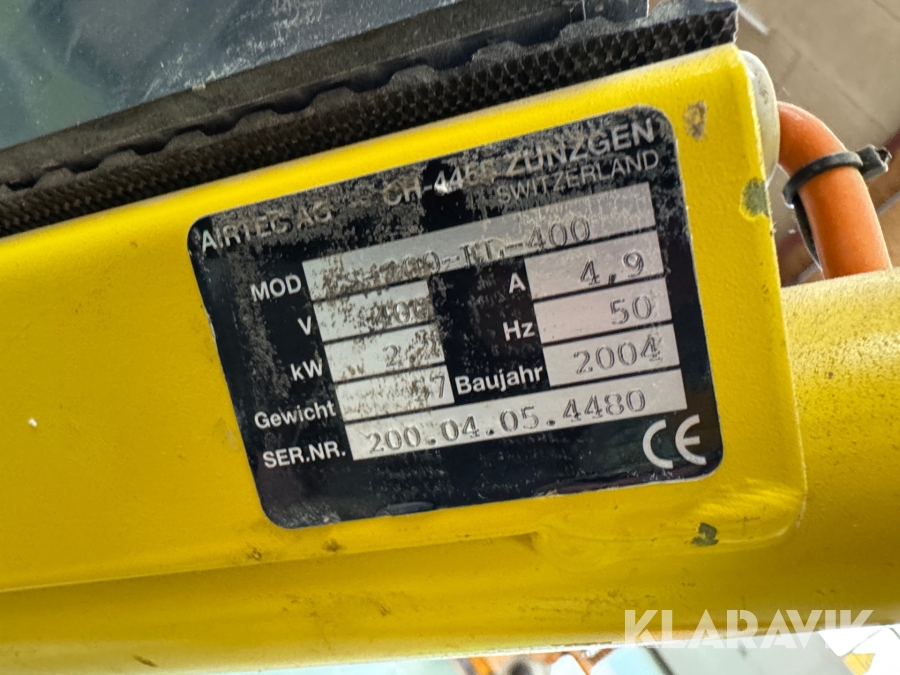 AIRTEC AG CH-4455 ZUNZGEN
SWITZERLAND
MOD
V 400 A 4,9
kW Hz 50
Gewicht Baujahr 2004
SER.NR. 200.04.05.4480
CE
KLARAVIK